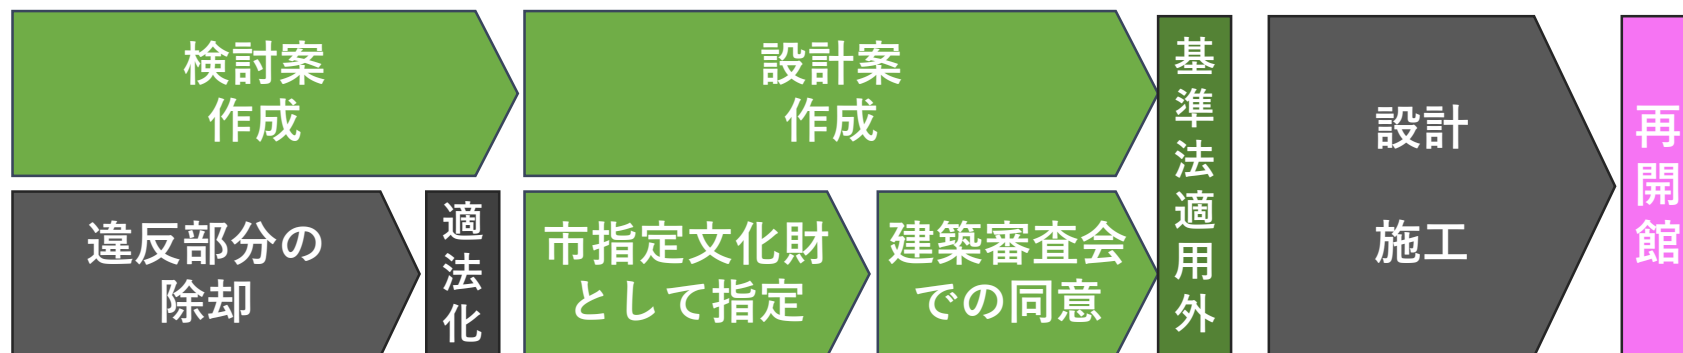 検討案
作成
設計案
作成
基準法適用外
違反部分の
除却
適法化
市指定文化財
として指定
建築審査会
での同意
設計
施工
再開館